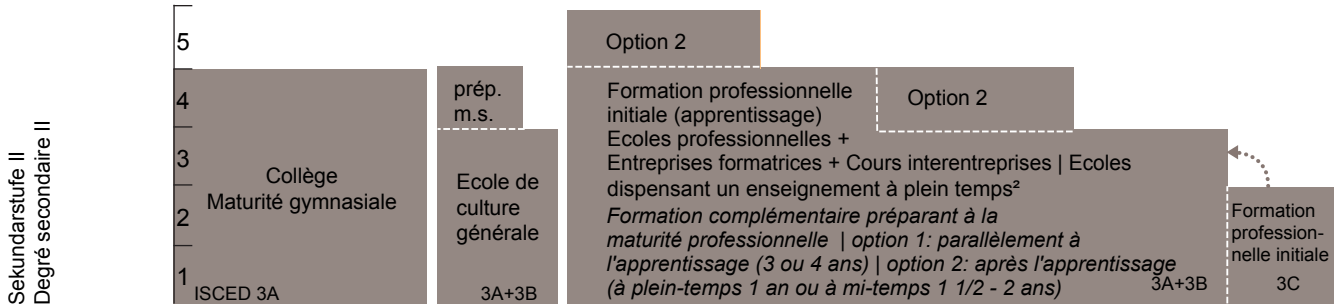 Sekundarstufe II
Degré secondaire II
5
4
3
2
1
Collège
Maturité gymnasiale
ISCED 3A
prép.
m.s.
Ecole de
culture
générale
3A+3B
Option 2
Formation professionnelle
initiale (apprentissage)
Ecoles professionnelles +
Entreprises formatrices + Cours interentreprises | Ecoles
dispensant un enseignement à plein temps²
Formation complémentaire préparant à la
maturité professionnelle | option 1: parallèlement à
l'apprentissage (3 ou 4 ans) | option 2: après l'apprentissage
(à plein-temps 1 an ou à mi-temps 1 1/2 - 2 ans)
3A+3B
Option 2
Formation
profession-
nelle initiale
3C